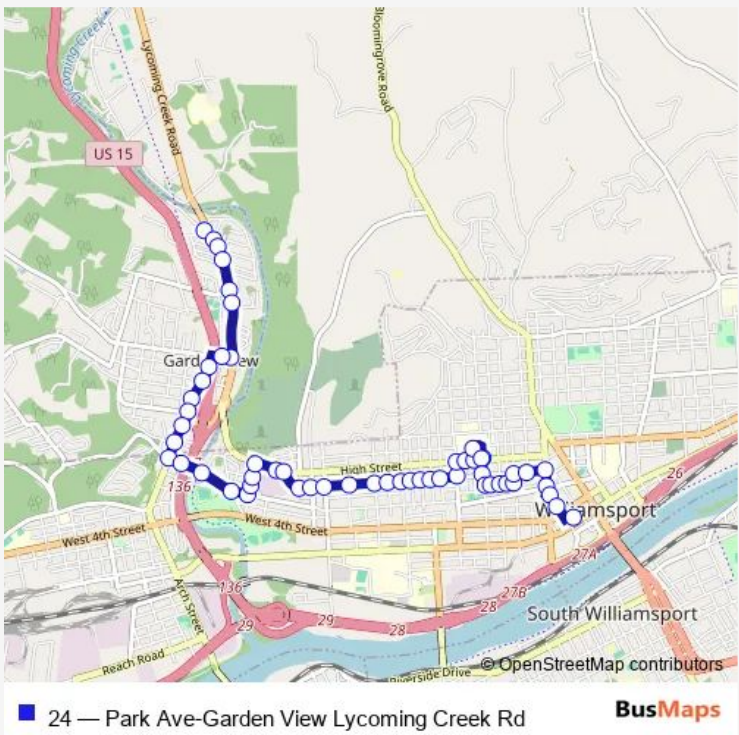 Lycoming Creek
Lycoming Creek Road
Bloomingrove Road
US 15
Garden View
High Street
136
26
West 4th Street
West 4th Street
Williamsport
27A
136
27B
28
Arch Street
29
29
28
South Williamsport
Reach Road
Riverside Drive
© OpenStreetMap contributors
24 — Park Ave-Garden View Lycoming Creek Rd
BusMaps